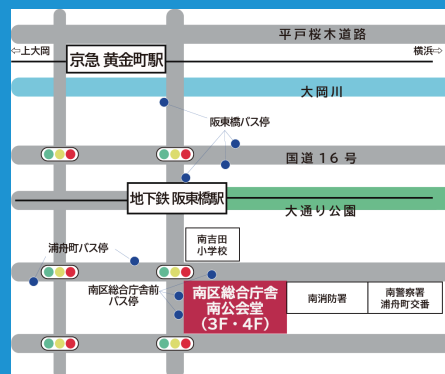 平戸桜木道路
⇦上大岡
京急 黄金町駅
横浜⇨
大岡川
阪東橋バス停
国道16号
地下鉄 阪東橋駅
大通り公園
南吉田
小学校
浦舟町バス停
南区総合庁舎前
バス停
南区総合庁舎
南公会堂
(3F・4F)
南消防署
南警察署
浦舟町交番